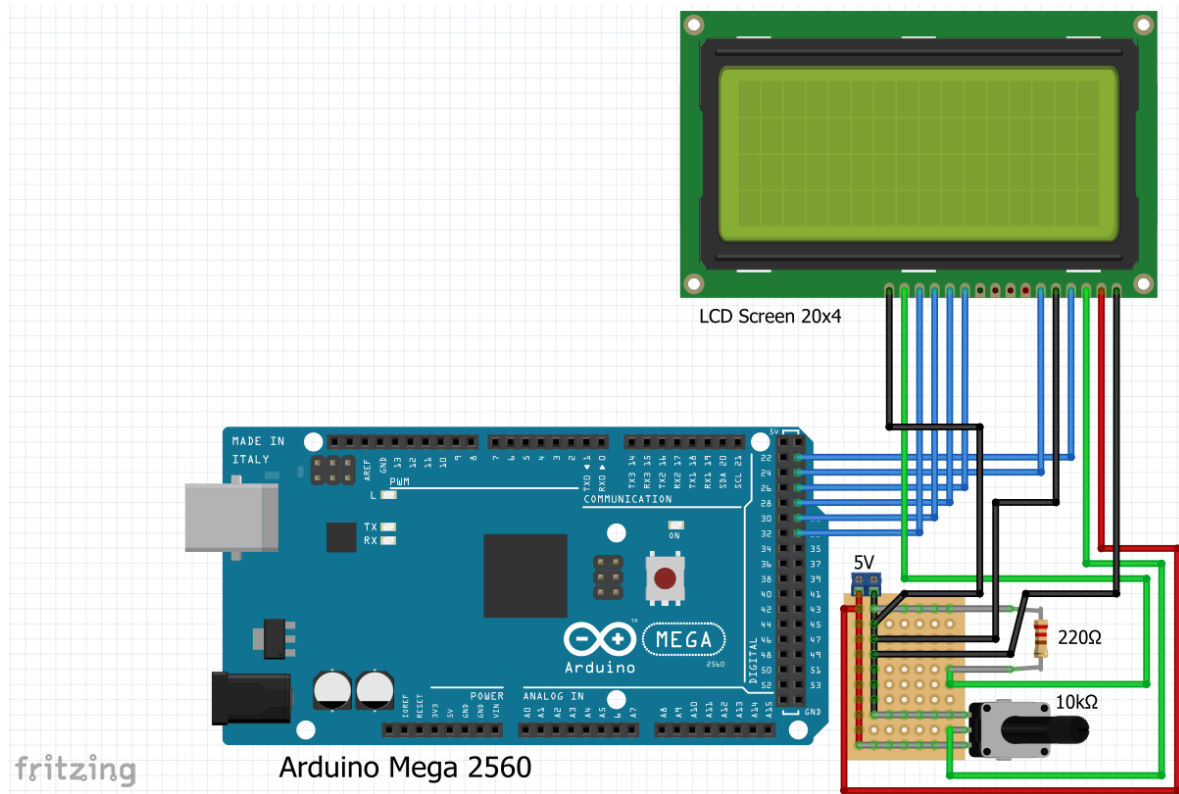 LCD Screen 20x4
MADE IN
ITALY
AREF
GND
13
12
11
10
9
8
7
6
5
4
3
2
TX0 ◄ 1
RX0 ► 0
TX3 14
RX3 15
TX2 16
RX2 17
TX1 18
RX1 19
SDA 20
SCL 21
5V
PWM
COMMUNICATION
L
TX
RX
ON
22
24
26
28
30
32
34 35
36 37
38 39
40 41
42 43
44 45
46 47
48 49
50 51
52 53
GND
DIGITAL
5V
220Ω
10kΩ
MEGA
2560
TM
Arduino
POWER
ANALOG IN
IOREF
RESET
3V3
5V
GND
GND
VIN
A0
A1
A2
A3
A4
A5
6
A7
A8
A9
A10
A11
A12
A13
A14
A15
Arduino Mega 2560
fritzing